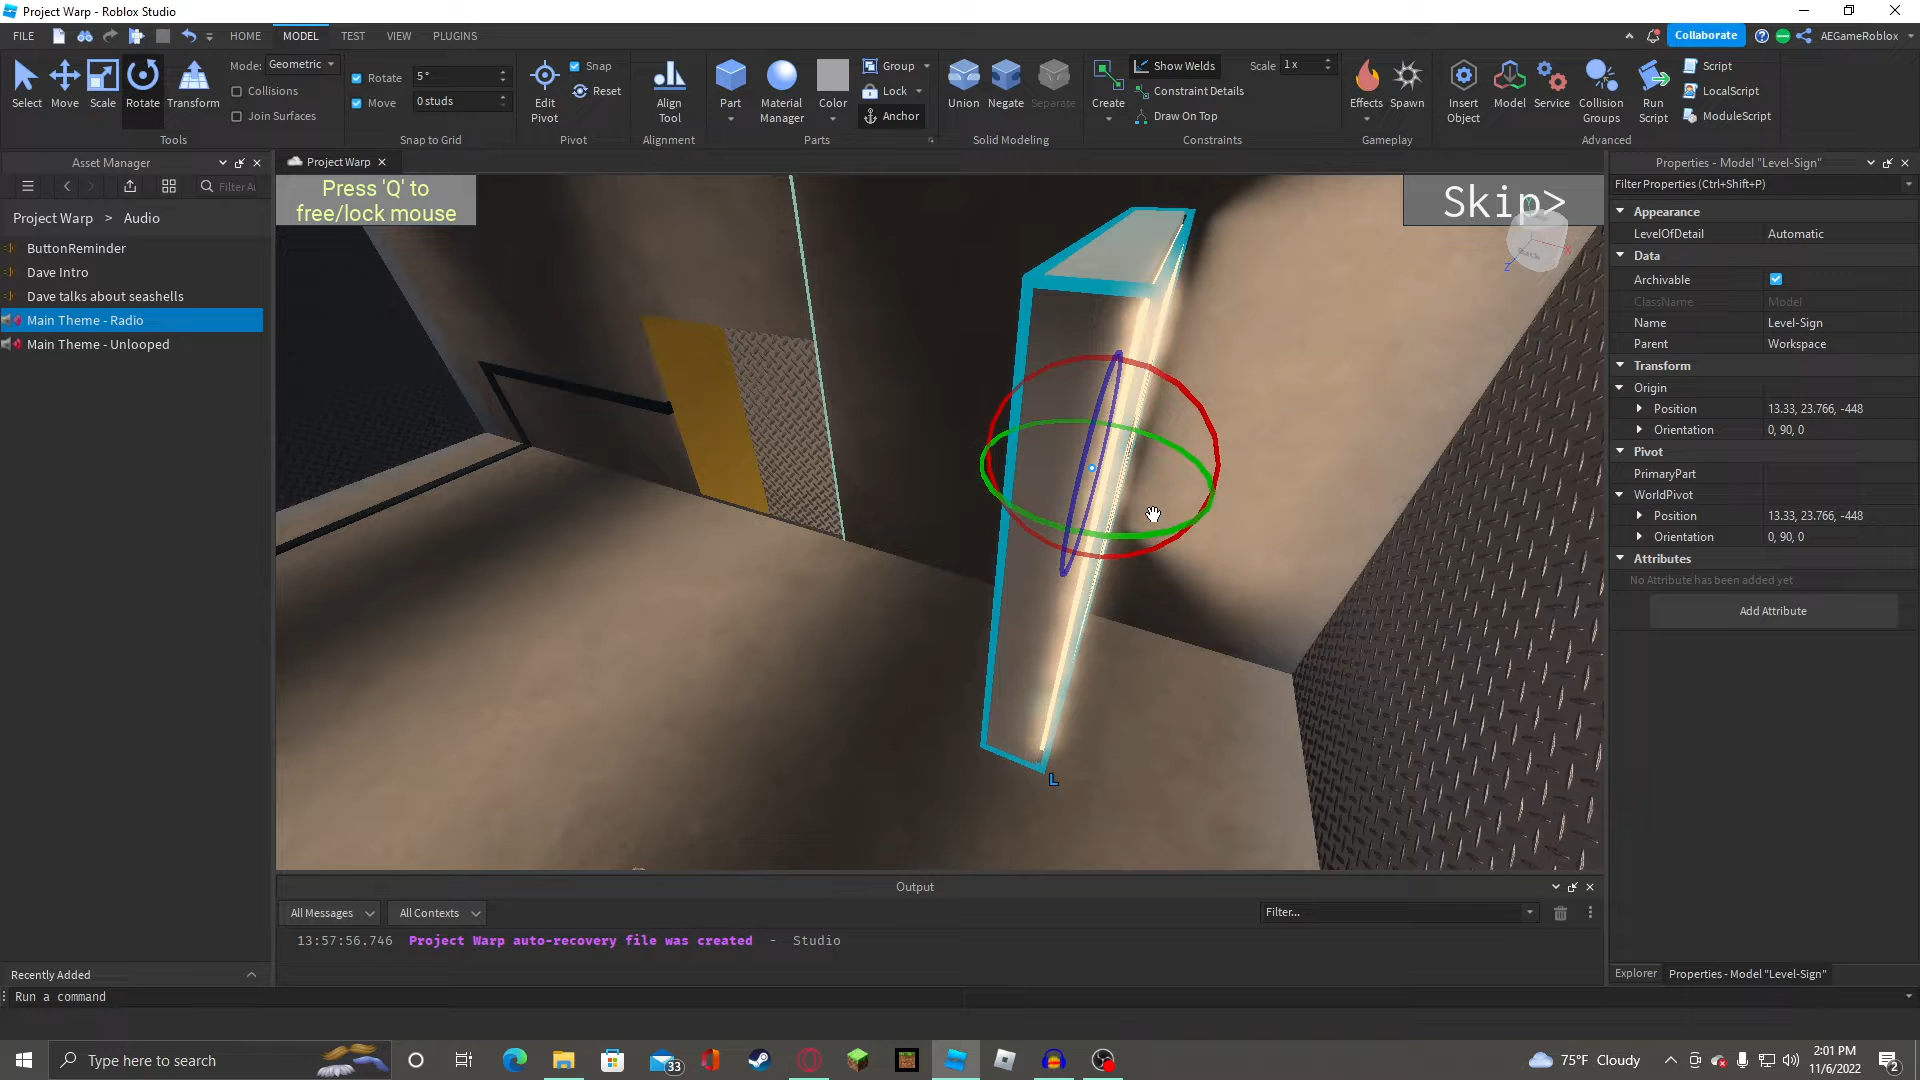 Project Warp - Roblox Studio
FILE HOME MODEL TEST VIEW PLUGINS Collaborate AEGameRoblox
Select Move Scale Rotate Transform
Mode: Geometric
Collisions
Join Surfaces
Tools
Rotate 5°
Move 0 studs
Snap to Grid
Edit
Pivot
Snap
Reset
Pivot
Align
Tool
Alignment
Part Material
Manager Color
Group
Lock
Anchor
Parts
Union Negate Separate
Solid Modeling
Create
Show Welds
Constraint Details
Draw On Top
Scale 1 x
Constraints
Effects Spawn
Gameplay
Insert
Object Model Service Collision
Groups Run
Script
Script
LocalScript
ModuleScript
Advanced
Asset Manager
Project Warp > Audio
ButtonReminder
Dave Intro
Dave talks about seashells
Main Theme - Radio
Main Theme - Unlooped
Recently Added
Project Warp
Press 'Q' to
free/lock mouse
Skip>
Back
Y
X
Z
L
Properties - Model "Level-Sign"
Filter Properties (Ctrl+Shift+P)
Appearance
LevelOfDetail Automatic
Data
Archivable
ClassName Model
Name Level-Sign
Parent Workspace
Transform
Origin
Position 13.33, 23.766, -448
Orientation 0, 90, 0
Pivot
PrimaryPart
WorldPivot
Position 13.33, 23.766, -448
Orientation 0, 90, 0
Attributes
No Attribute has been added yet
Add Attribute
Explorer Properties - Model "Level-Sign"
Output
All Messages All Contexts Filter...
13:57:56.746 Project Warp auto-recovery file was created - Studio
Run a command
Type here to search
33
75°F Cloudy
2:01 PM
11/6/2022
2